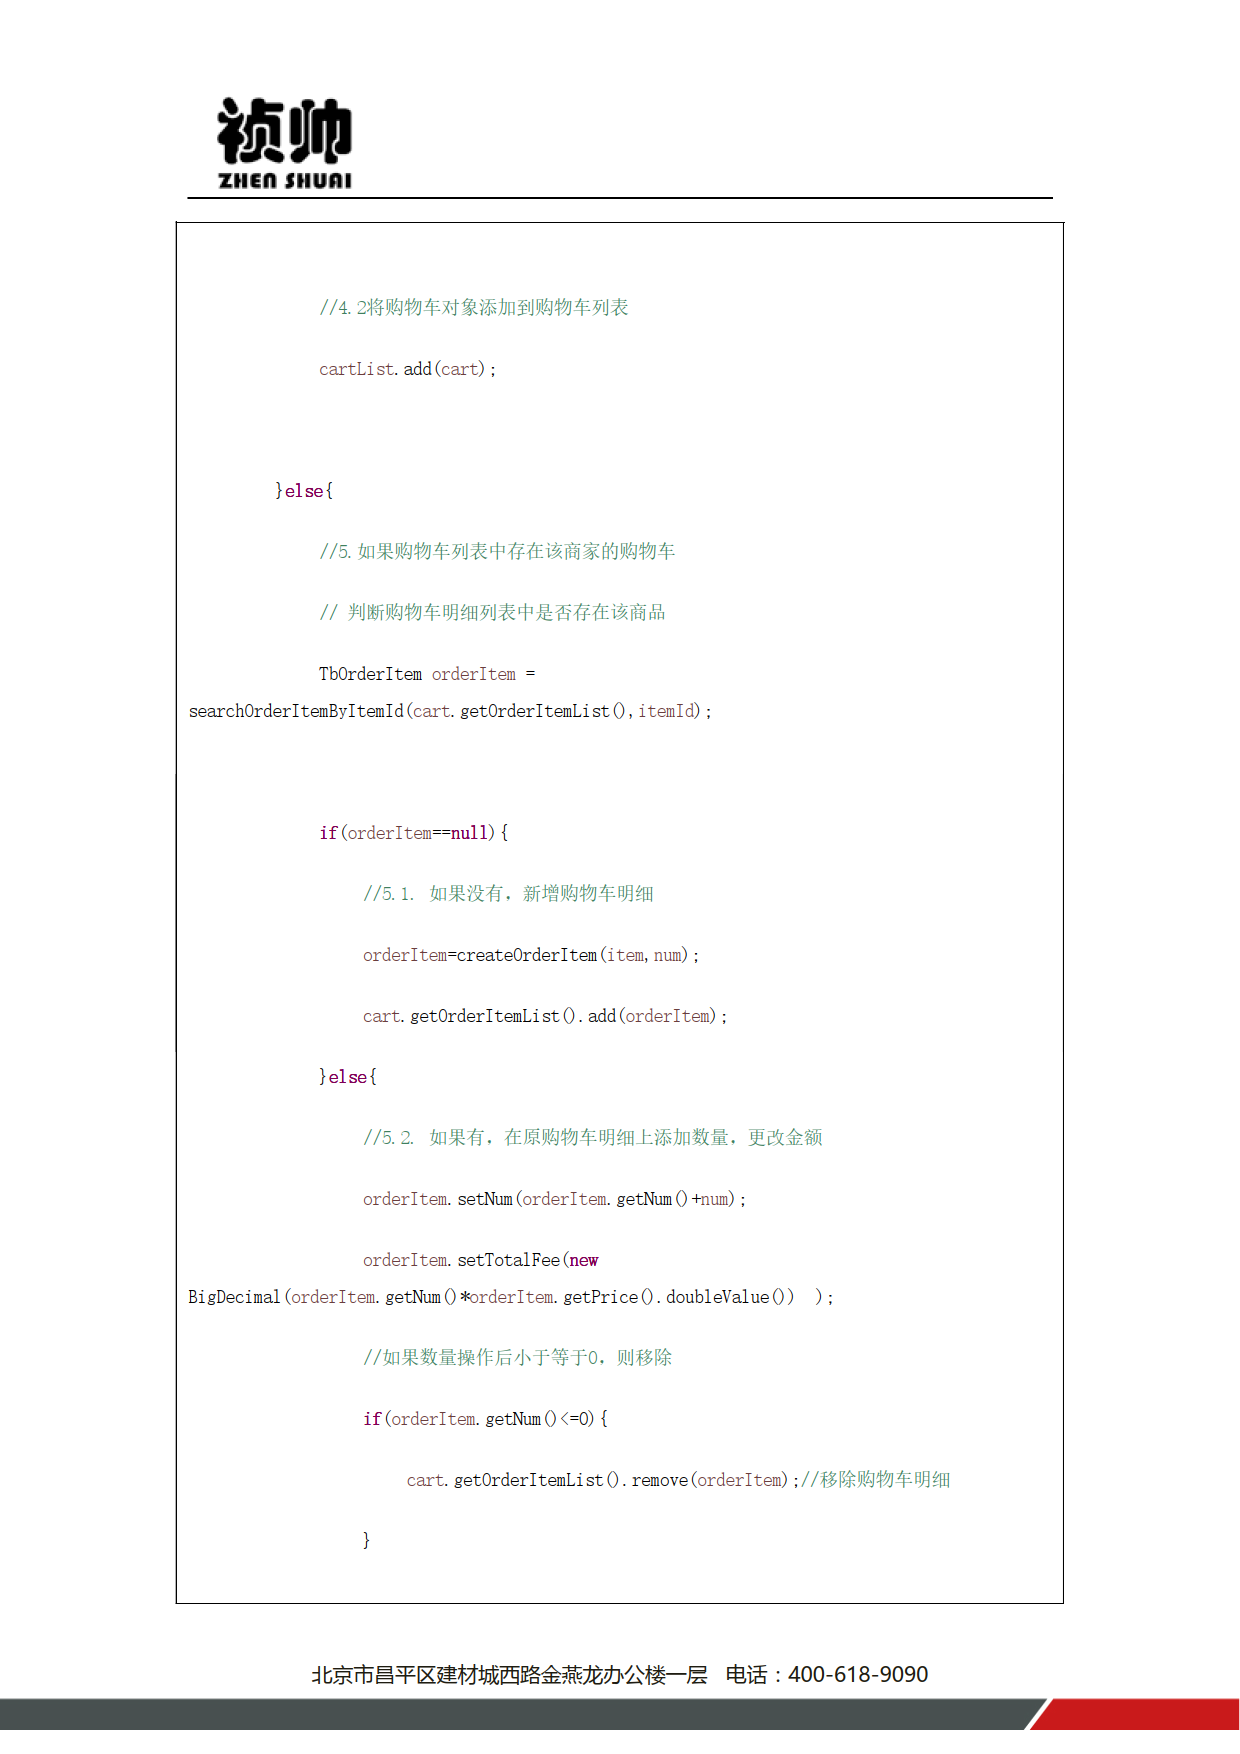 祯帅
ZHEN SHUAI
//4.2将购物车对象添加到购物车列表
cartList.add(cart);
}else{
//5.如果购物车列表中存在该商家的购物车
// 判断购物车明细列表中是否存在该商品
TbOrderItem orderItem =
searchOrderItemByItemId(cart.getOrderItemList(),itemId);
if(orderItem==null){
//5.1. 如果没有，新增购物车明细
orderItem=createOrderItem(item,num);
cart.getOrderItemList().add(orderItem);
}else{
//5.2. 如果有，在原购物车明细上添加数量，更改金额
orderItem.setNum(orderItem.getNum()+num);
orderItem.setTotalFee(new
BigDecimal(orderItem.getNum()*orderItem.getPrice().doubleValue())  );
//如果数量操作后小于等于0，则移除
if(orderItem.getNum()<=0){
cart.getOrderItemList().remove(orderItem);//移除购物车明细
}
北京市昌平区建材城西路金燕龙办公楼一层   电话：400-618-9090